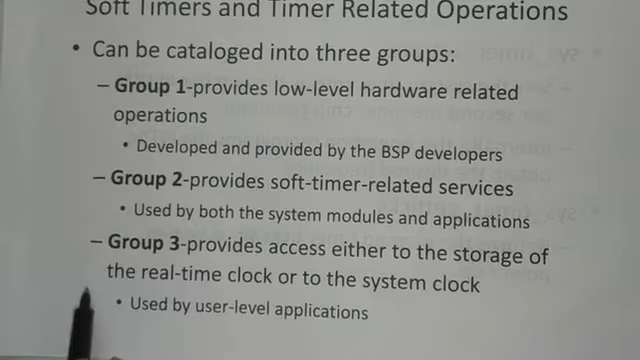 Soft Timers and Timer Related Operations
• Can be cataloged into three groups:
– Group 1-provides low-level hardware related
operations
• Developed and provided by the BSP developers
– Group 2-provides soft-timer-related services
• Used by both the system modules and applications
– Group 3-provides access either to the storage of
the real-time clock or to the system clock
• Used by user-level applications